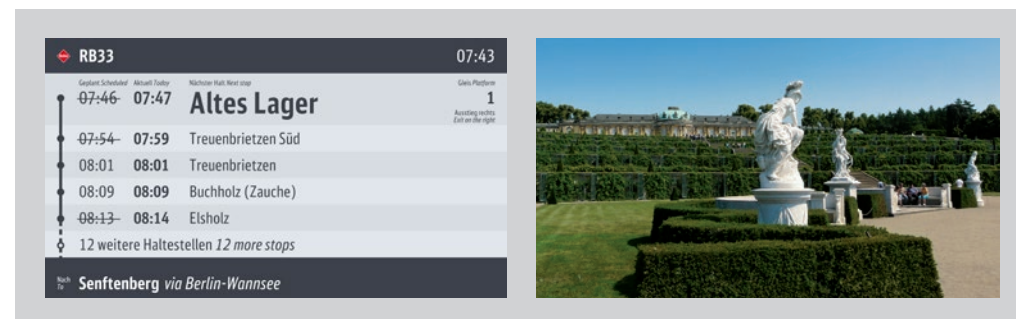 RB33 07:43
Geplant Scheduled Aktuell Today Nächster Halt Next stop Gleis Platform
07:46 07:47 Altes Lager 1
Ausstieg rechts
Exit on the right
07:54 07:59 Treuenbrietzen Süd
08:01 08:01 Treuenbrietzen
08:09 08:09 Buchholz (Zauche)
08:13 08:14 Elsholz
12 weitere Haltestellen 12 more stops
Nach
To
Senftenberg via Berlin-Wannsee